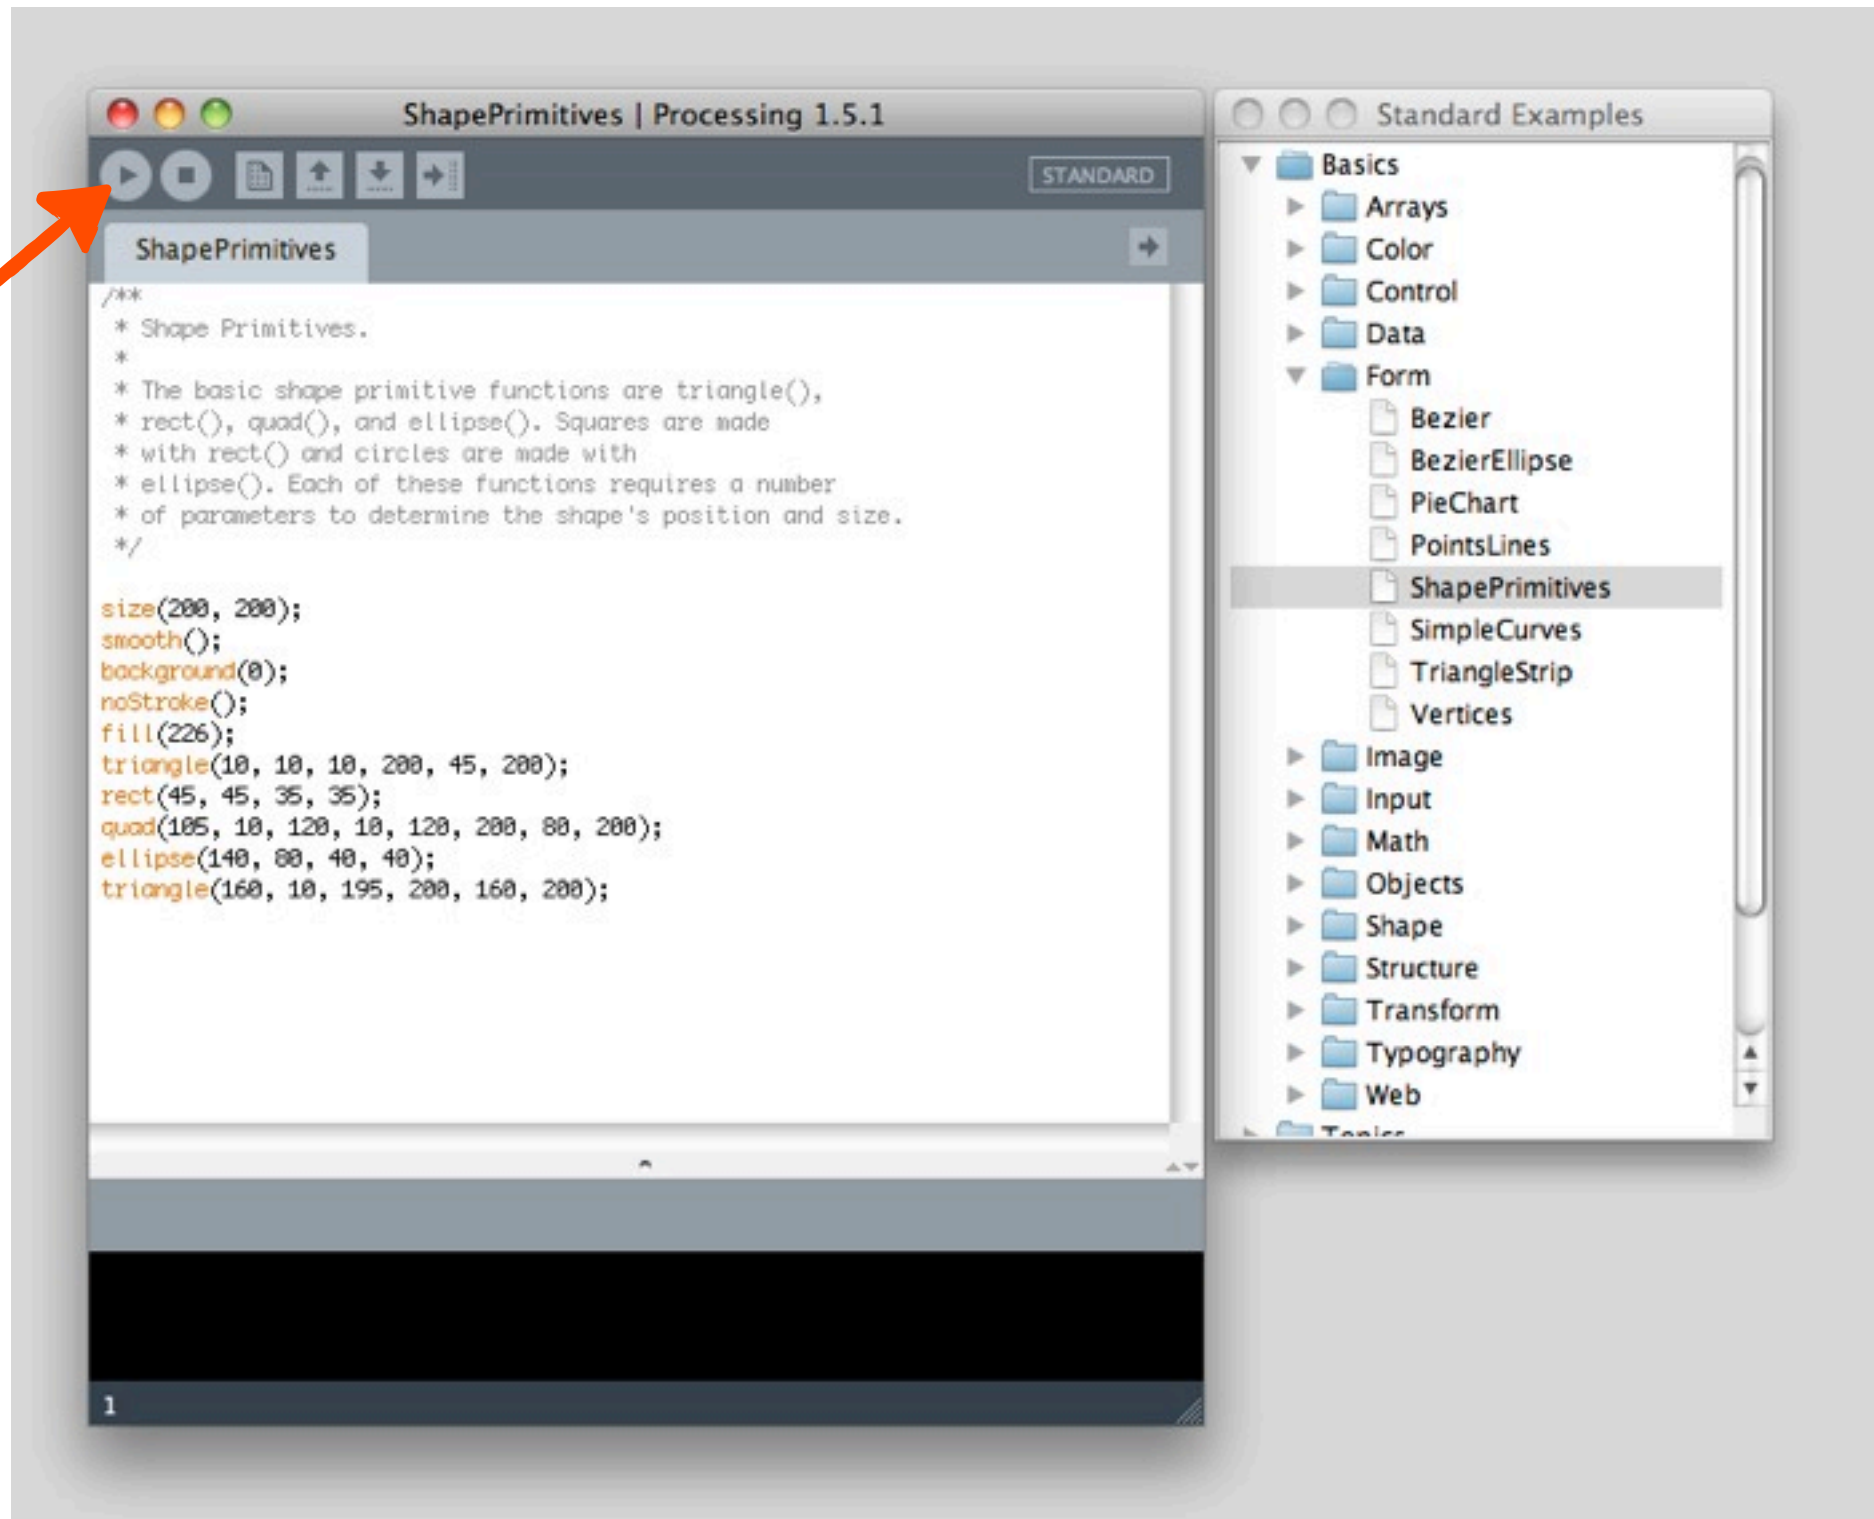 ShapePrimitives | Processing 1.5.1
STANDARD
ShapePrimitives
/**
* Shape Primitives.
*
* The basic shape primitive functions are triangle(),
* rect(), quad(), and ellipse(). Squares are made
* with rect() and circles are made with
* ellipse(). Each of these functions requires a number
* of parameters to determine the shape's position and size.
*/
size(200, 200);
smooth();
background(0);
noStroke();
fill(226);
triangle(10, 10, 10, 200, 45, 200);
rect(45, 45, 35, 35);
quad(105, 10, 120, 10, 120, 200, 80, 200);
ellipse(140, 80, 40, 40);
triangle(160, 10, 195, 200, 160, 200);
1
Standard Examples
Basics
Arrays
Color
Control
Data
Form
Bezier
BezierEllipse
PieChart
PointsLines
ShapePrimitives
SimpleCurves
TriangleStrip
Vertices
Image
Input
Math
Objects
Shape
Structure
Transform
Typography
Web
Topics